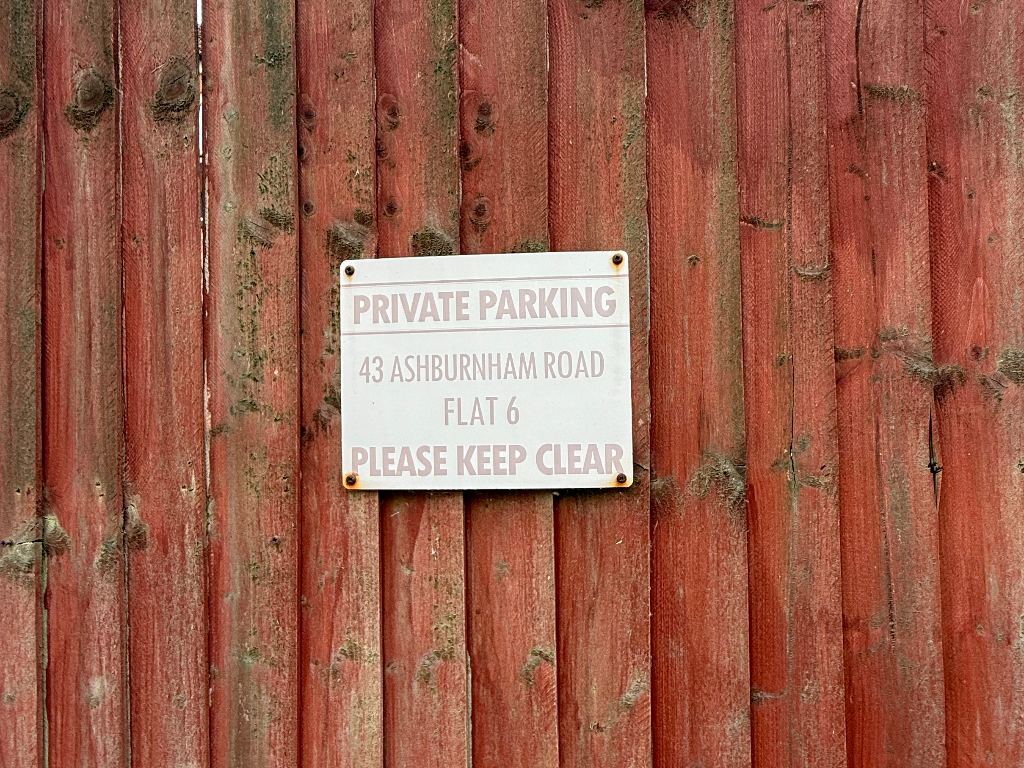 PRIVATE PARKING
43 ASHBURNHAM ROAD
FLAT 6
PLEASE KEEP CLEAR